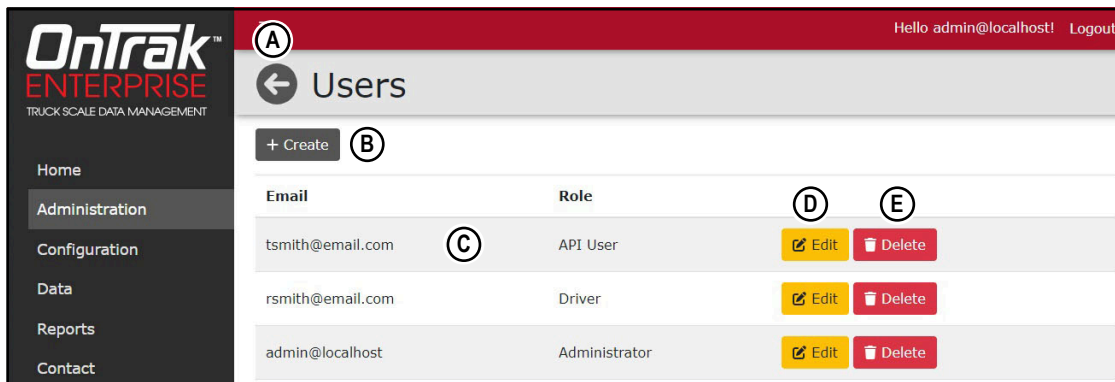 OnTrak™
ENTERPRISE
TRUCK SCALE DATA MANAGEMENT
Home
Administration
Configuration
Data
Reports
Contact
A
Hello admin@localhost! Logout
Users
+ Create B
Email Role D E
tsmith@email.com C API User Edit Delete
rsmith@email.com Driver Edit Delete
admin@localhost Administrator Edit Delete